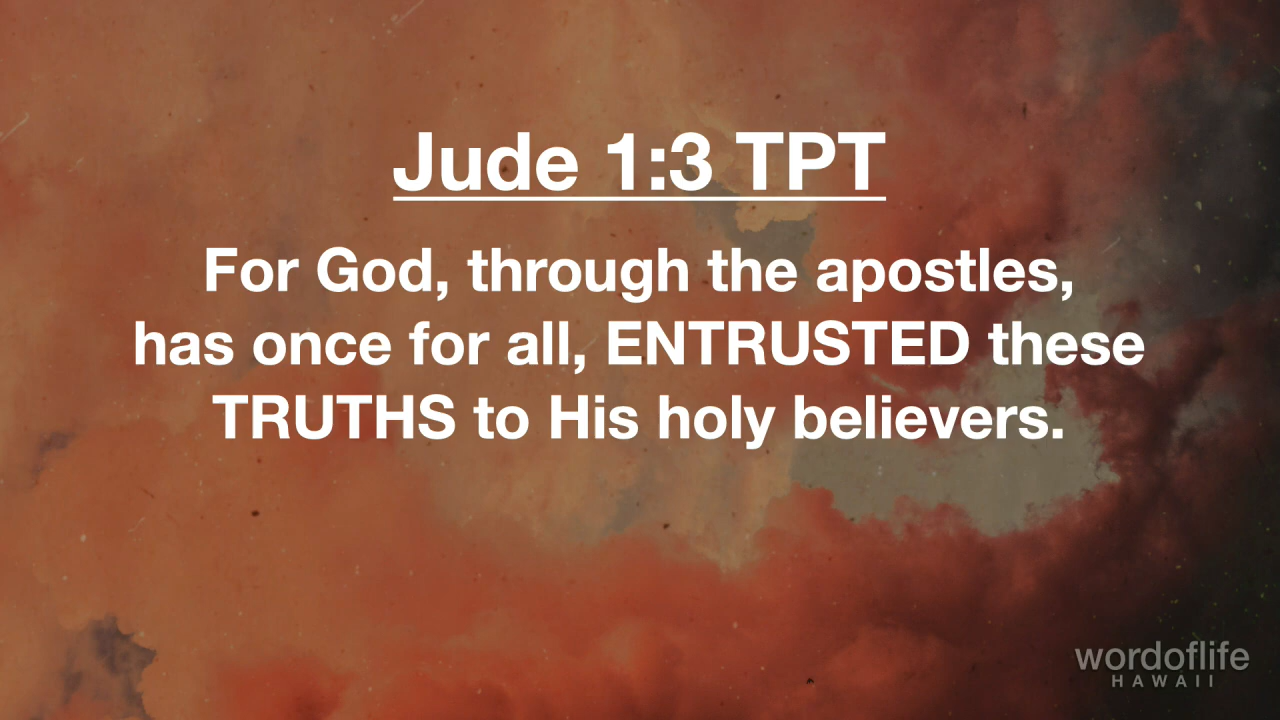 Jude 1:3 TPT
For God, through the apostles,
has once for all, ENTRUSTED these
TRUTHS to His holy believers.
wordoflife
HAWAII